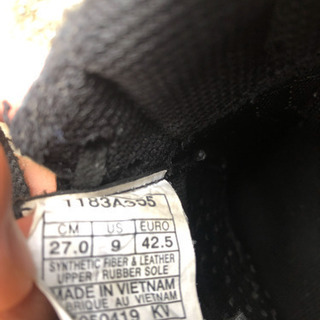 CM US EURO
27.0 9 42.5
SYNTHETIC FIBER & LEATHER
UPPER / RUBBER SOLE
MADE IN VIETNAM
FABRIQUE AU VIETNAM
KV